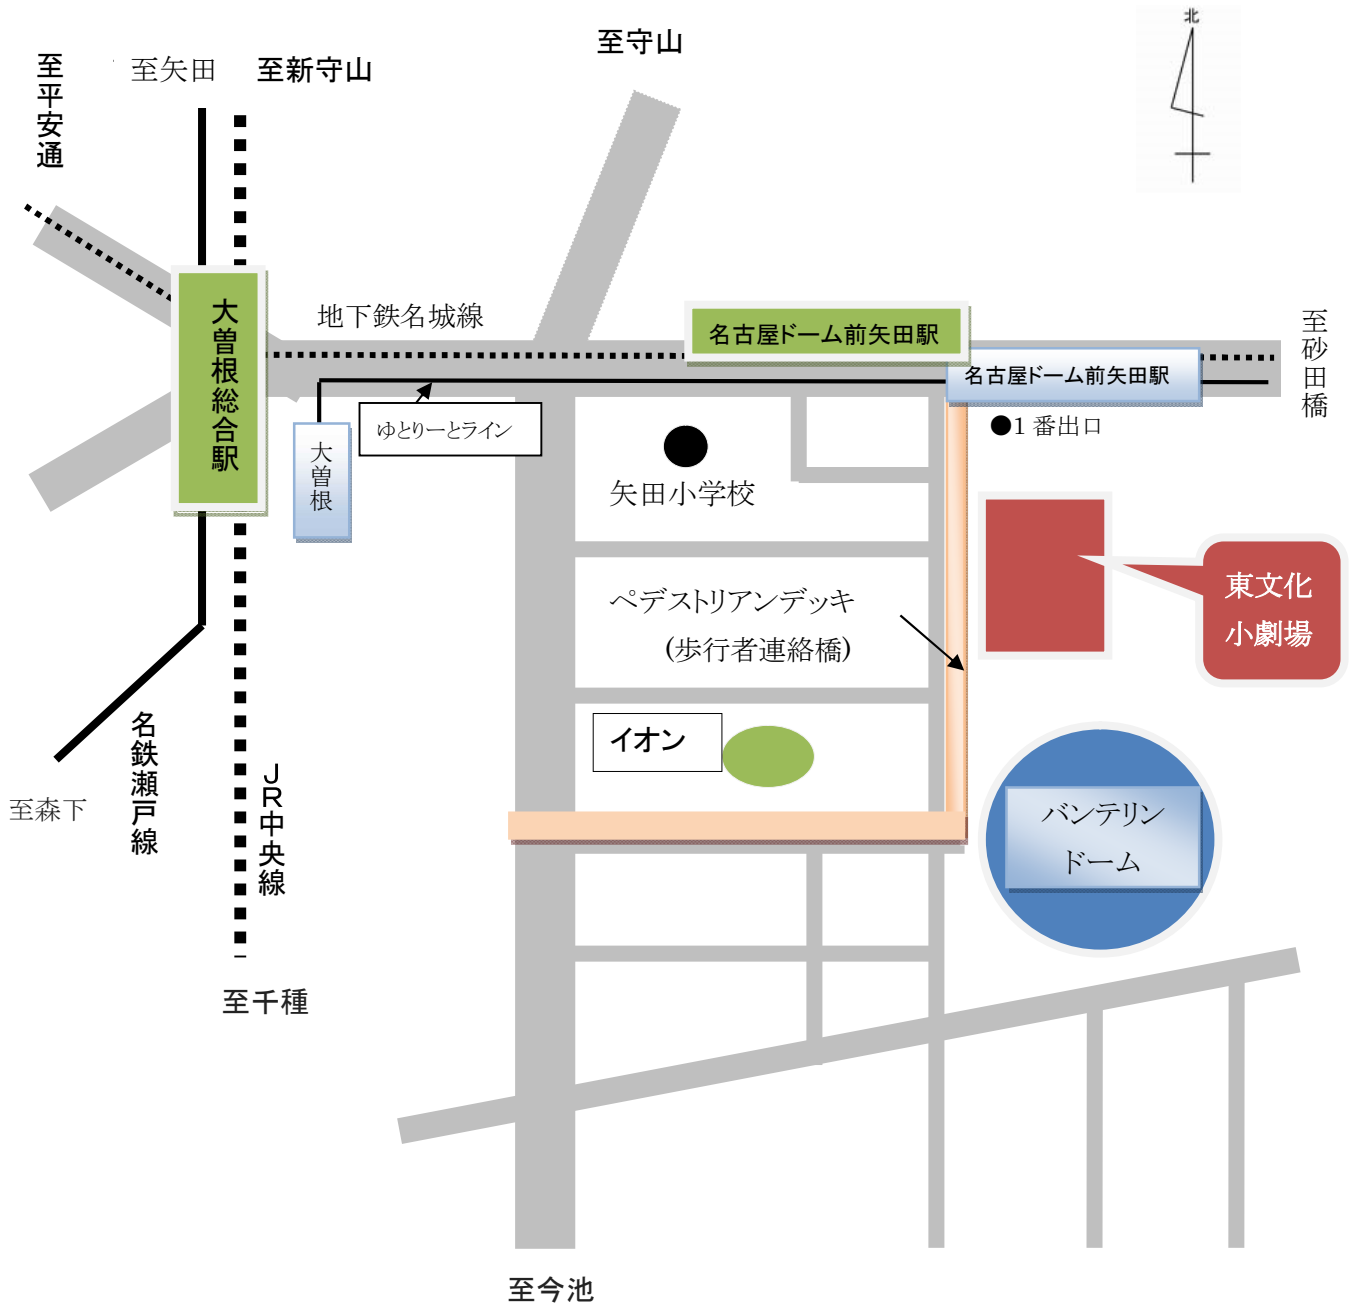 北
至守山
至平安通
至矢田
至新守山
地下鉄名城線
大曽根総合駅
名古屋ドーム前矢田駅
名古屋ドーム前矢田駅
至砂田橋
ゆとりーとライン
●1 番出口
大曽根
矢田小学校
東文化
小劇場
ペデストリアンデッキ
(歩行者連絡橋)
名鉄瀬戸線
イオン
JR中央線
至森下
バンテリン
ドーム
至千種
至今池